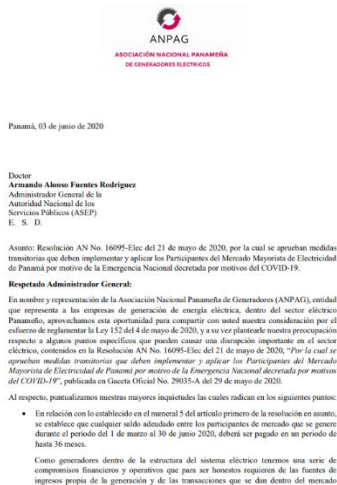 ANPAG
ASOCIACIÓN NACIONAL PANAMEÑA
DE GENERADORES ELECTRICOS
Panamá, 03 de junio de 2020
Doctor
Armando Alonso Fuentes Rodríguez
Administrador General de la
Autoridad Nacional de los
Servicios Públicos (ASEP)
E. S. D.
Asunto: Resolución AN No. 16095-Elec del 21 de mayo de 2020, por la cual se aprueban medidas
transitorias que deben implementar y aplicar los Participantes del Mercado Mayorista de Electricidad
de Panamá por motivo de la Emergencia Nacional decretada por motivos del COVID-19.
Respetado Administrador General:
En nombre y representación de la Asociación Nacional Panameña de Generadores (ANPAG), entidad
que representa a las empresas de generación de energía eléctrica, dentro del sector eléctrico
Panameño, aprovechamos esta oportunidad para compartir con usted nuestra consideración por el
esfuerzo de reglamentar la Ley 152 del 4 de mayo de 2020, y a su vez plantearle nuestra preocupación
respecto a algunos puntos específicos que pueden causar una disrupción importante en el sector
eléctrico, contenidos en la Resolución AN No. 16095-Elec del 21 de mayo de 2020, “Por la cual se
aprueban medidas transitorias que deben implementar y aplicar los Participantes del Mercado
Mayorista de Electricidad de Panamá por motivo de la Emergencia Nacional decretada por motivos
del COVID-19”, publicada en Gaceta Oficial No. 29035-A del 29 de mayo de 2020.
Al respecto, puntualizamos nuestras mayores inquietudes las cuales radican en los siguientes puntos:
• En relación con lo establecido en el numeral 5 del artículo primero de la resolución en asunto,
se establece que cualquier saldo adeudado entre los participantes de mercado que se genere
durante el periodo del 1 de marzo al 30 de junio 2020, deberá ser pagado en un periodo de
hasta 36 meses.
Como generadores dentro de la estructura del sistema eléctrico tenemos una serie de
compromisos financieros y operativos que para ser honestos requieren de las fuentes de
ingresos propia de la generación y de las transacciones que se dan dentro del mercado